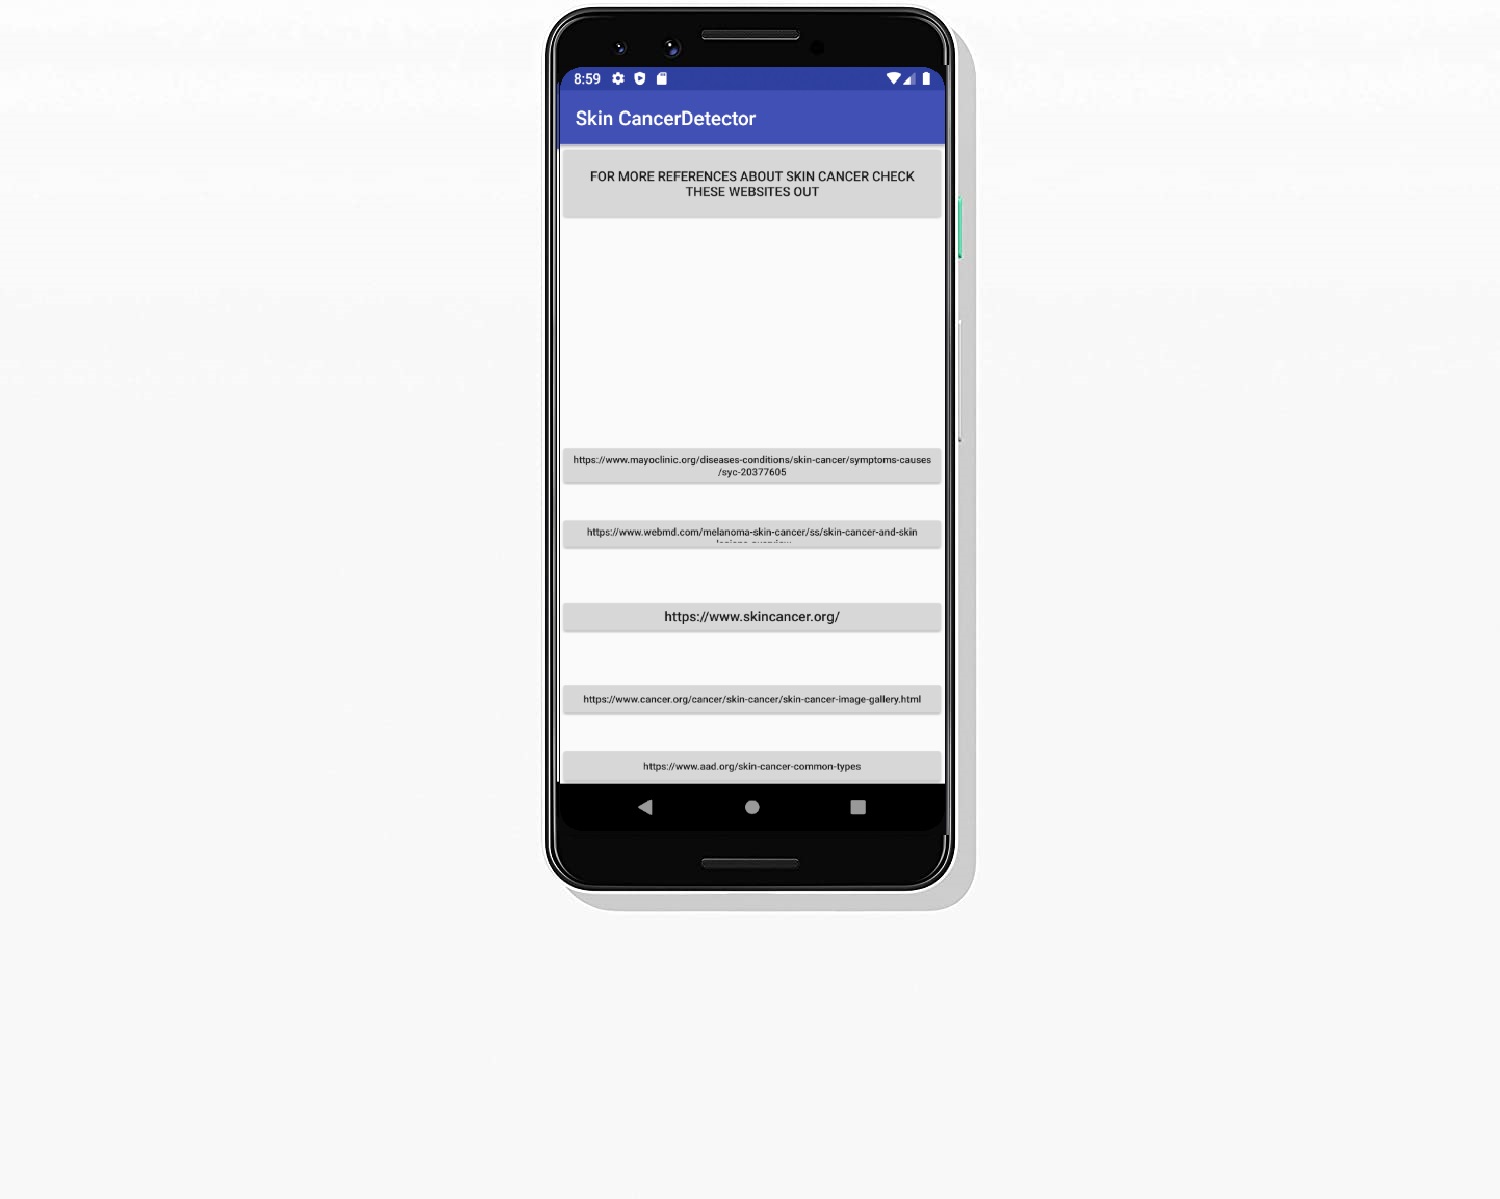 8:59
Skin CancerDetector
FOR MORE REFERENCES ABOUT SKIN CANCER CHECK
THESE WEBSITES OUT
https://www.mayoclinic.org/diseases-conditions/skin-cancer/symptoms-causes
/syc-20377605
https://www.webmd.com/melanoma-skin-cancer/ss/skin-cancer-and-skin
https://www.skincancer.org/
https://www.cancer.org/cancer/skin-cancer/skin-cancer-image-gallery.html
https://www.aad.org/skin-cancer-common-types